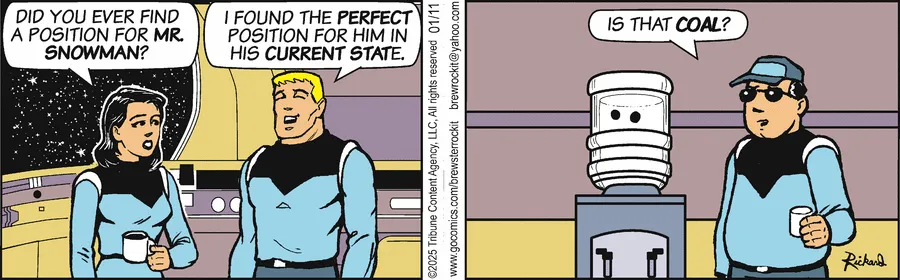 DID YOU EVER FIND
A POSITION FOR MR.
SNOWMAN?
I FOUND THE PERFECT
POSITION FOR HIM IN
HIS CURRENT STATE.
©2025 Tribune Content Agency, LLC, All rights reserved 01/11
www.gocomics.com/brewsterrockit brewrockit@yahoo.com
IS THAT COAL?
Rickard